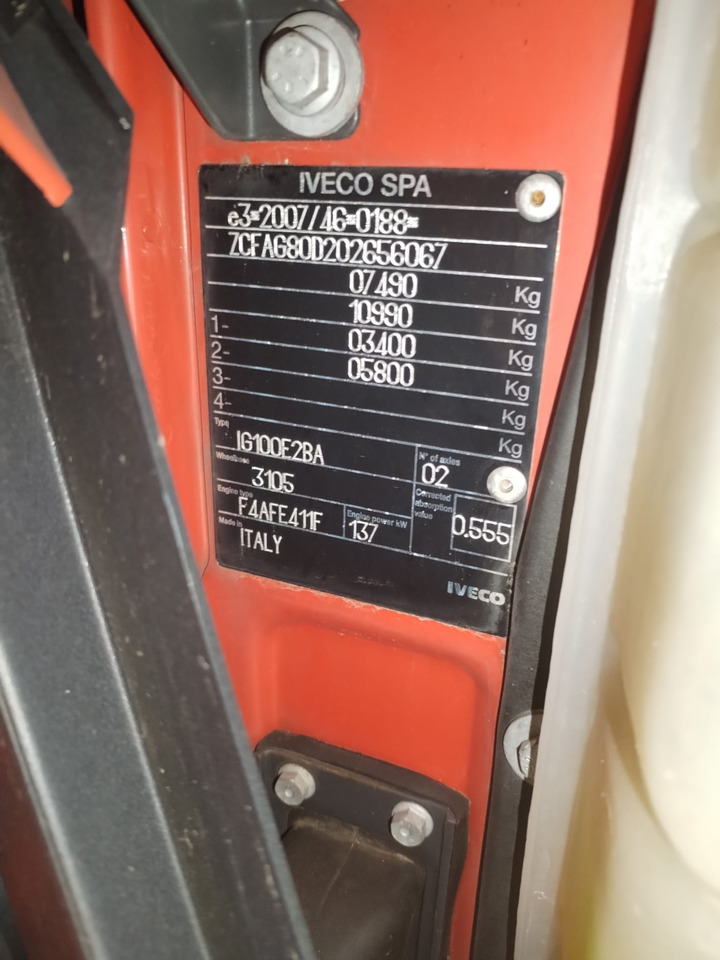 IVECO SPA
e3*2007/46*0188*
ZCFAG80D202656067
07490 Kg
10990 Kg
1- 03400 Kg
2- 05800 Kg
3- Kg
4- Kg
Type IG100E2BA
N° of axles 02
Wheelbase 3105
Engine type F4AFE411F
Engine power kW 137
Corrected absorption value 0.555
Made in ITALY
IVECO